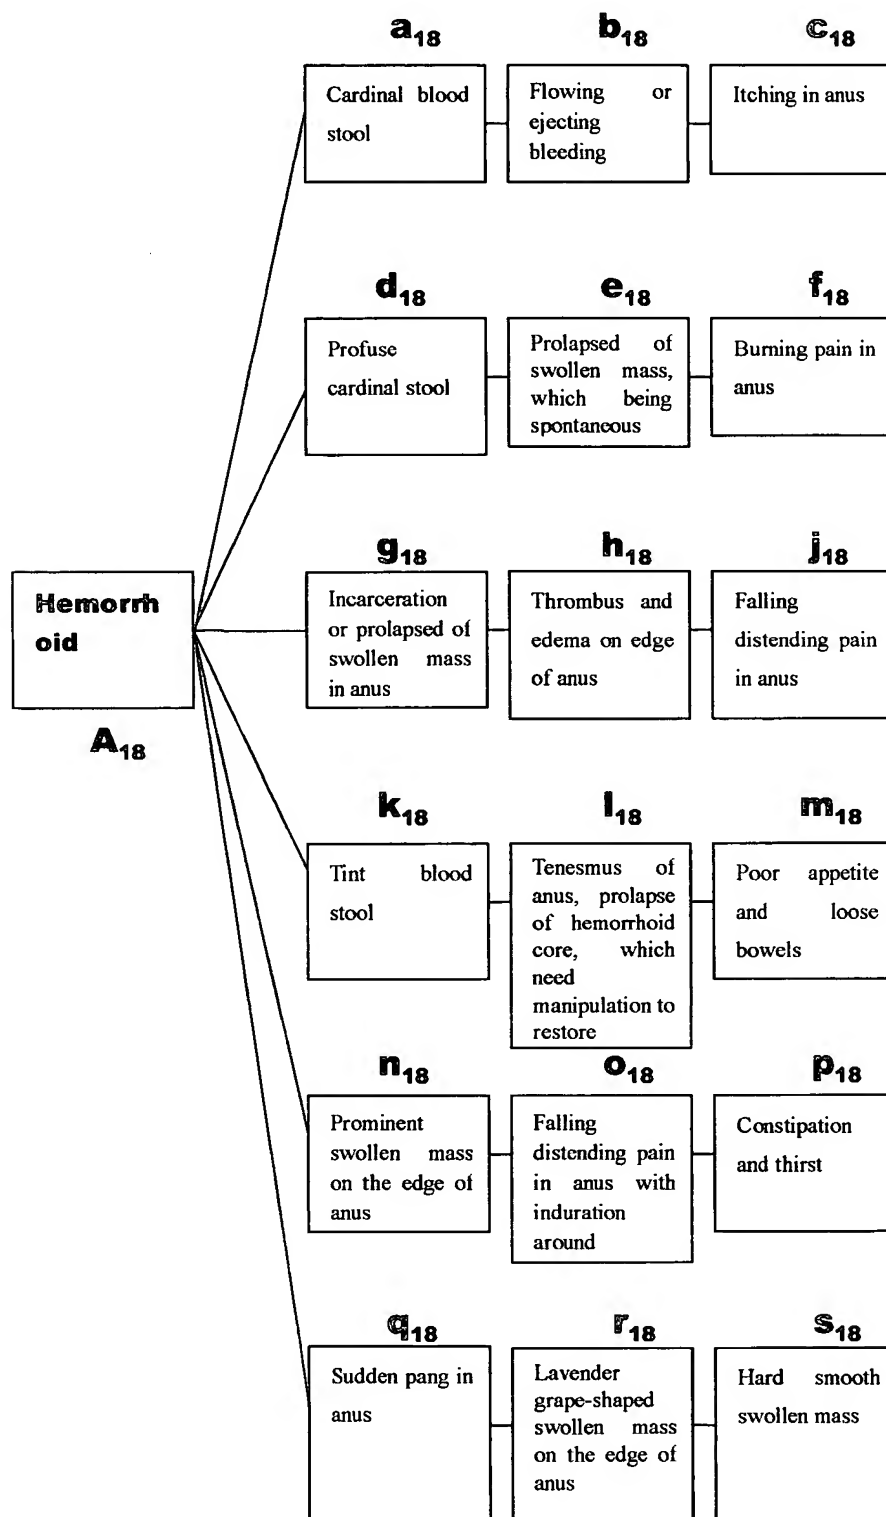 a18 b18 c18
Cardinal blood
stool
Flowing or
ejecting
bleeding
Itching in anus
d18 e18 f18
Profuse
cardinal stool
Prolapsed of
swollen mass,
which being
spontaneous
Burning pain in
anus
g18 h18 j18
Hemorrh
oid
A18
Incarceration
or prolapsed of
swollen mass
in anus
Thrombus and
edema on edge
of anus
Falling
distending pain
in anus
k18 l18 m18
Tint blood
stool
Tenesmus of
anus, prolapse
of hemorrhoid
core, which
need
manipulation to
restore
Poor appetite
and loose
bowels
n18 o18 p18
Prominent
swollen mass
on the edge of
anus
Falling
distending pain
in anus with
induration
around
Constipation
and thirst
q18 r18 s18
Sudden pang in
anus
Lavender
grape-shaped
swollen mass
on the edge of
anus
Hard smooth
swollen mass